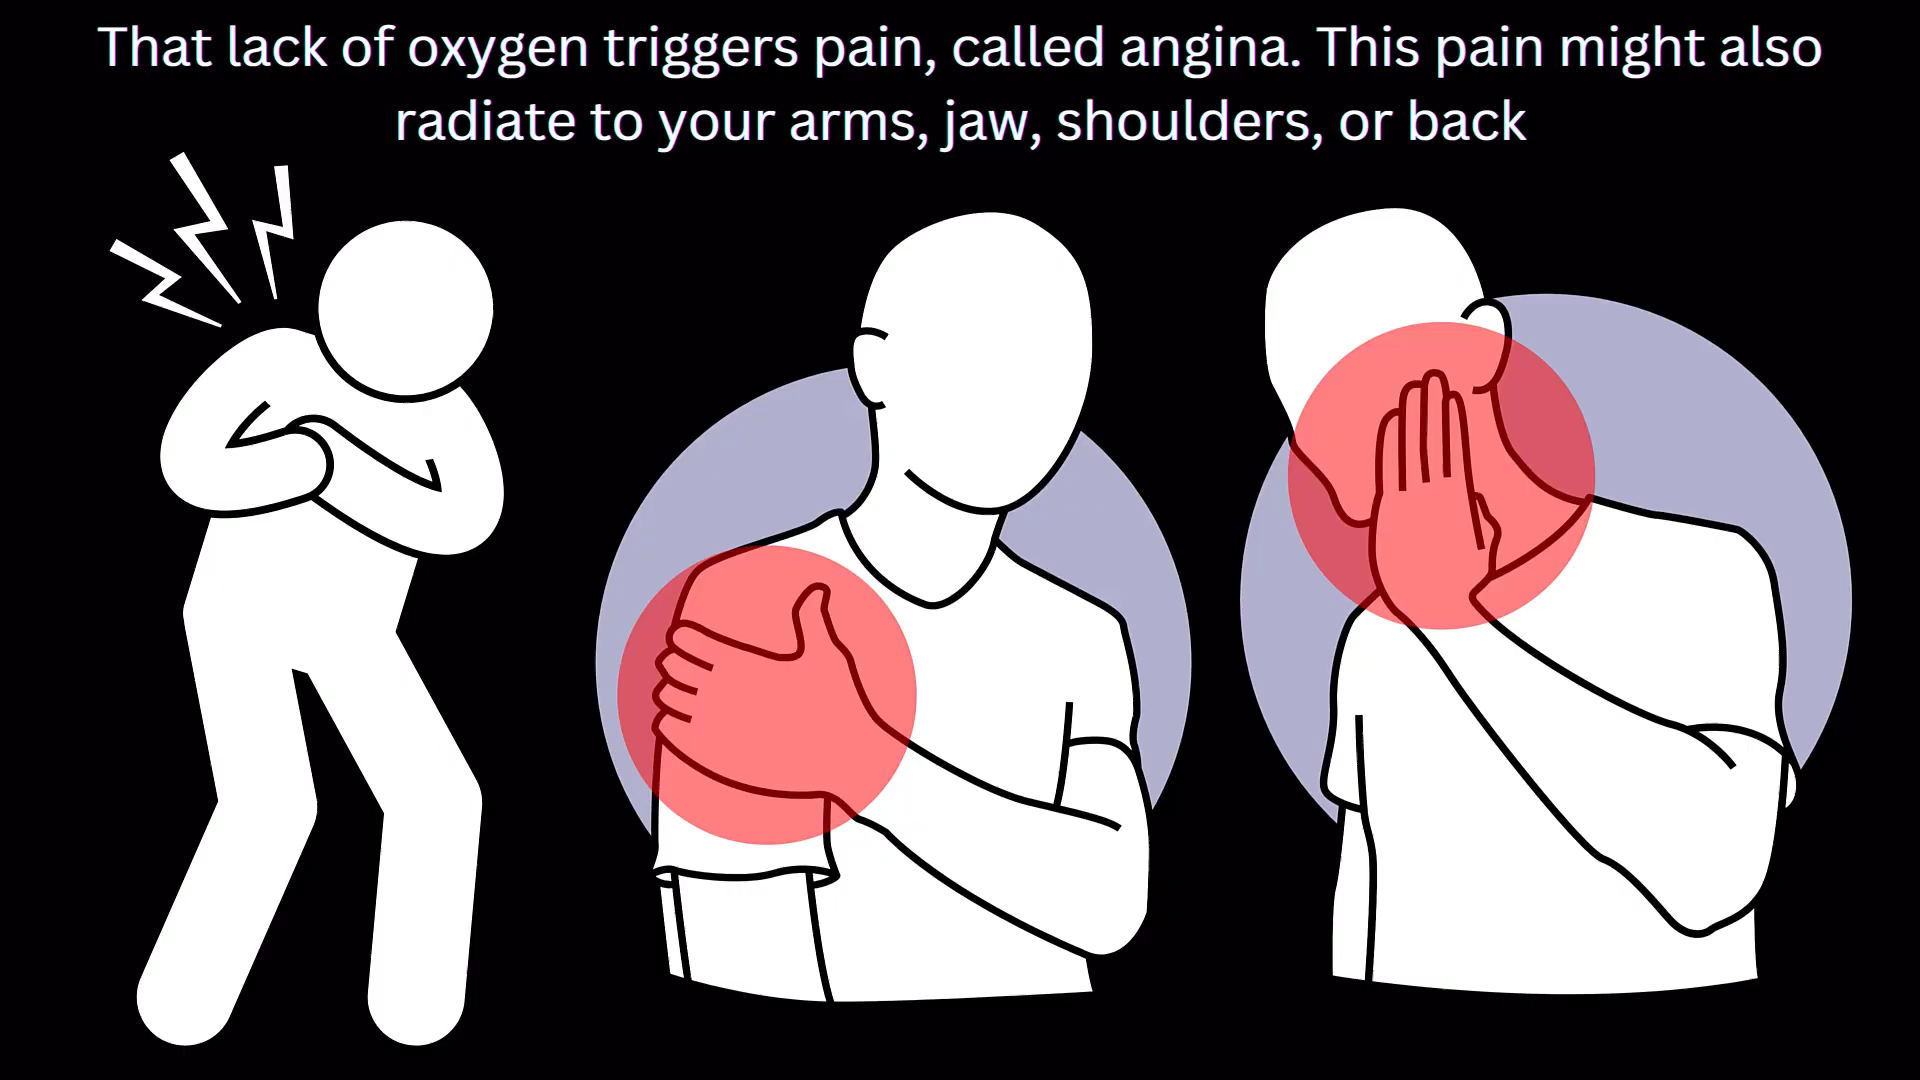 That lack of oxygen triggers pain, called angina. This pain might also
radiate to your arms, jaw, shoulders, or back